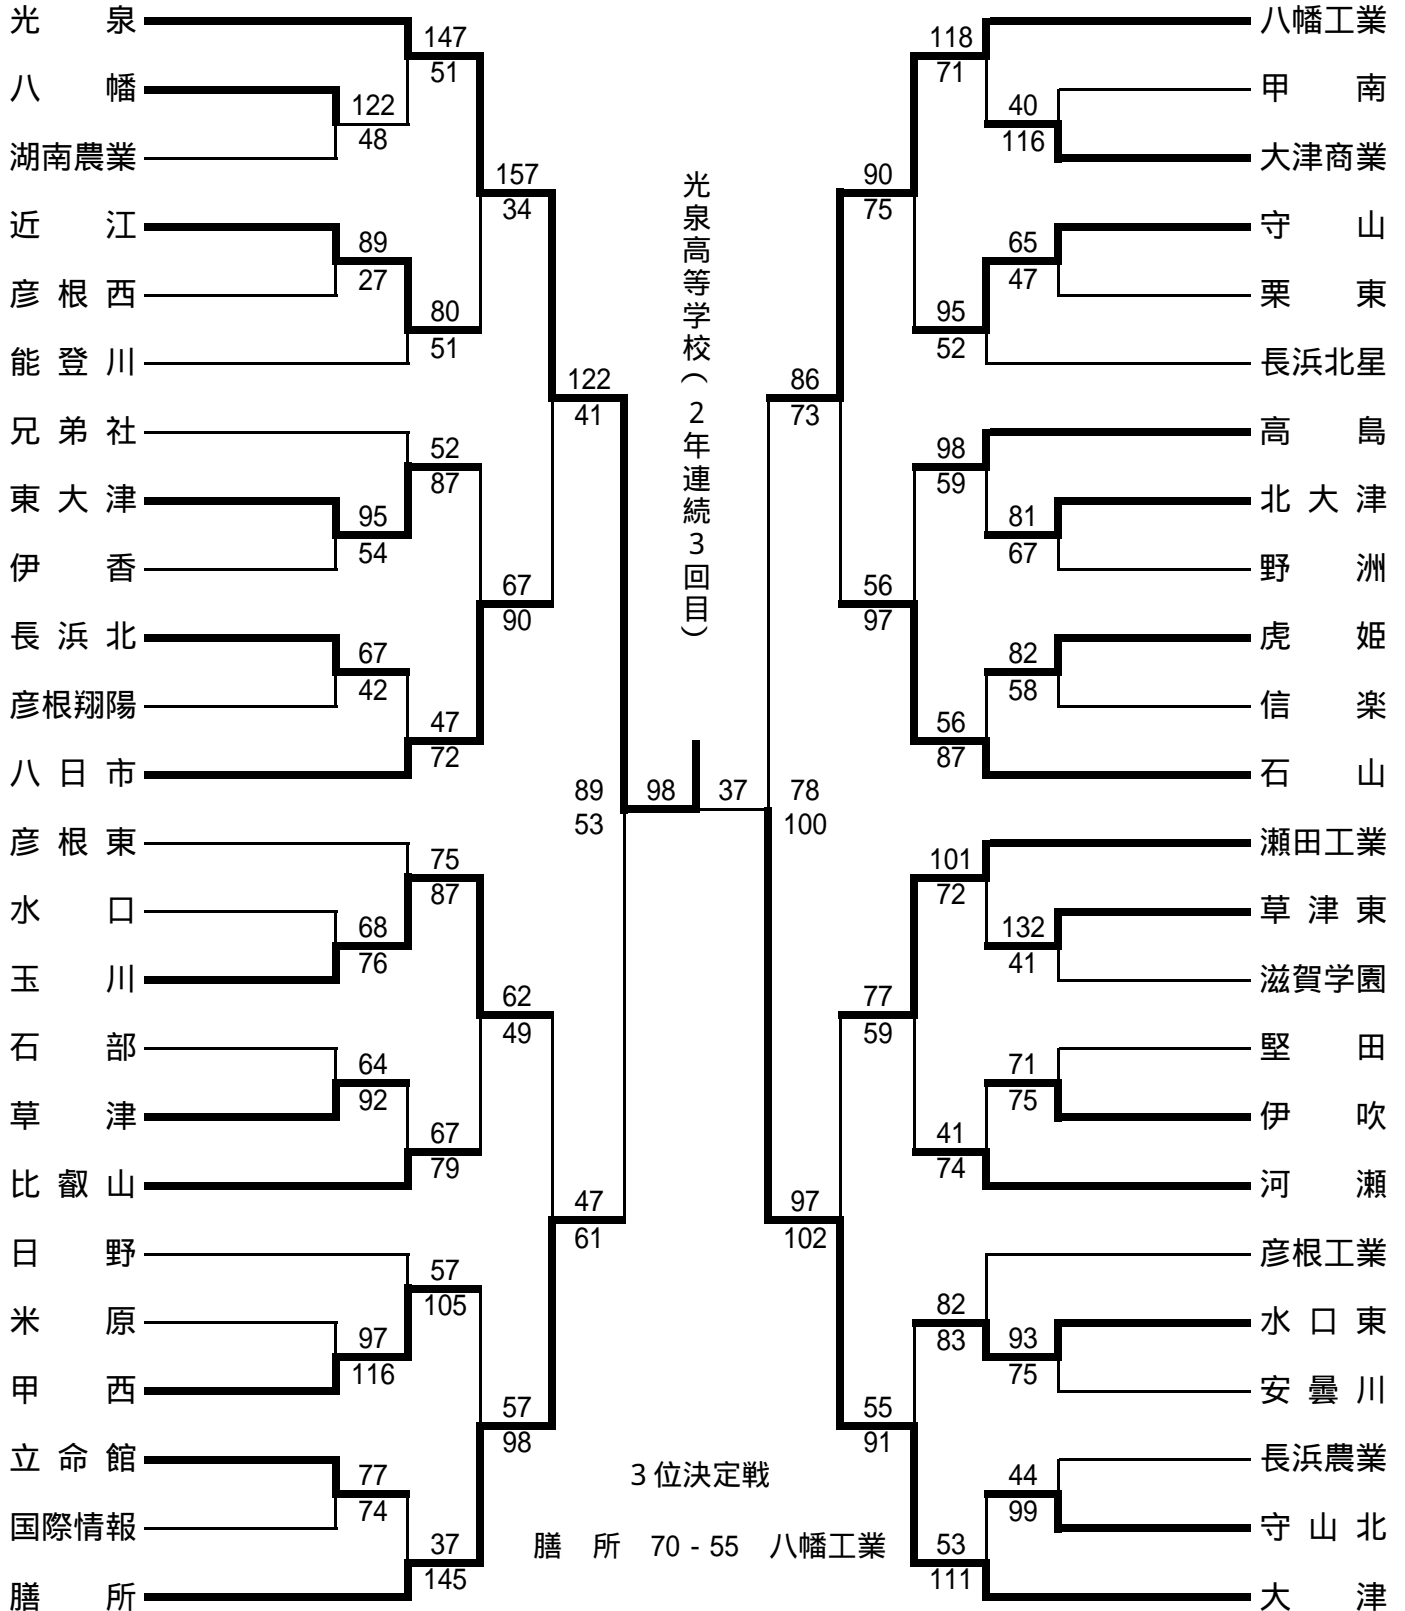 光泉
147
51
八幡
122
48
湖南農業
157
34
近江
89
27
彦根西
80
51
能登川
122
41
兄弟社
52
87
東大津
95
54
伊香
67
90
長浜北
67
42
彦根翔陽
47
72
八日市
89
53
彦根東
75
87
水口
68
76
玉川
62
49
石部
64
92
草津
67
79
比叡山
47
61
日野
57
105
米原
97
116
甲西
57
98
立命館
77
74
国際情報
37
145
膳所
光泉高等学校(2年連続3回目)
98
37
3位決定戦
膳所 70 - 55 八幡工業
八幡工業
118
71
甲南
40
116
大津商業
90
75
守山
65
47
栗東
95
52
長浜北星
86
73
高島
98
59
北大津
81
67
野洲
56
97
虎姫
82
58
信楽
56
87
石山
78
100
瀬田工業
101
72
草津東
132
41
滋賀学園
77
59
堅田
71
75
伊吹
41
74
河瀬
97
102
彦根工業
82
83
水口東
93
75
安曇川
55
91
長浜農業
44
99
守山北
53
111
大津